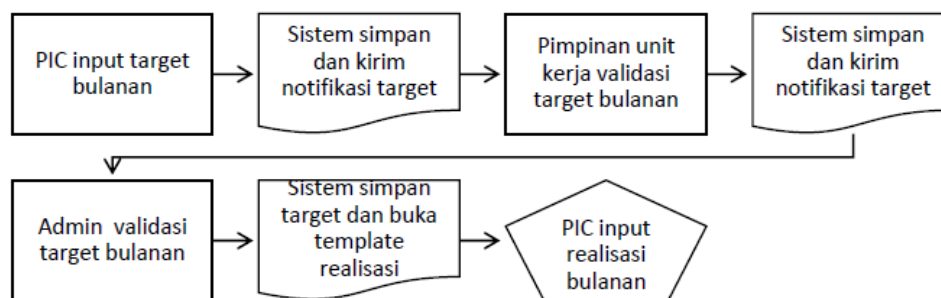 PIC input target
bulanan
Sistem simpan
dan kirim
notifikasi target
Pimpinan unit
kerja validasi
target bulanan
Sistem simpan
dan kirim
notifikasi target
Admin  validasi
target bulanan
Sistem simpan
target dan buka
template
realisasi
PIC input
realisasi
bulanan